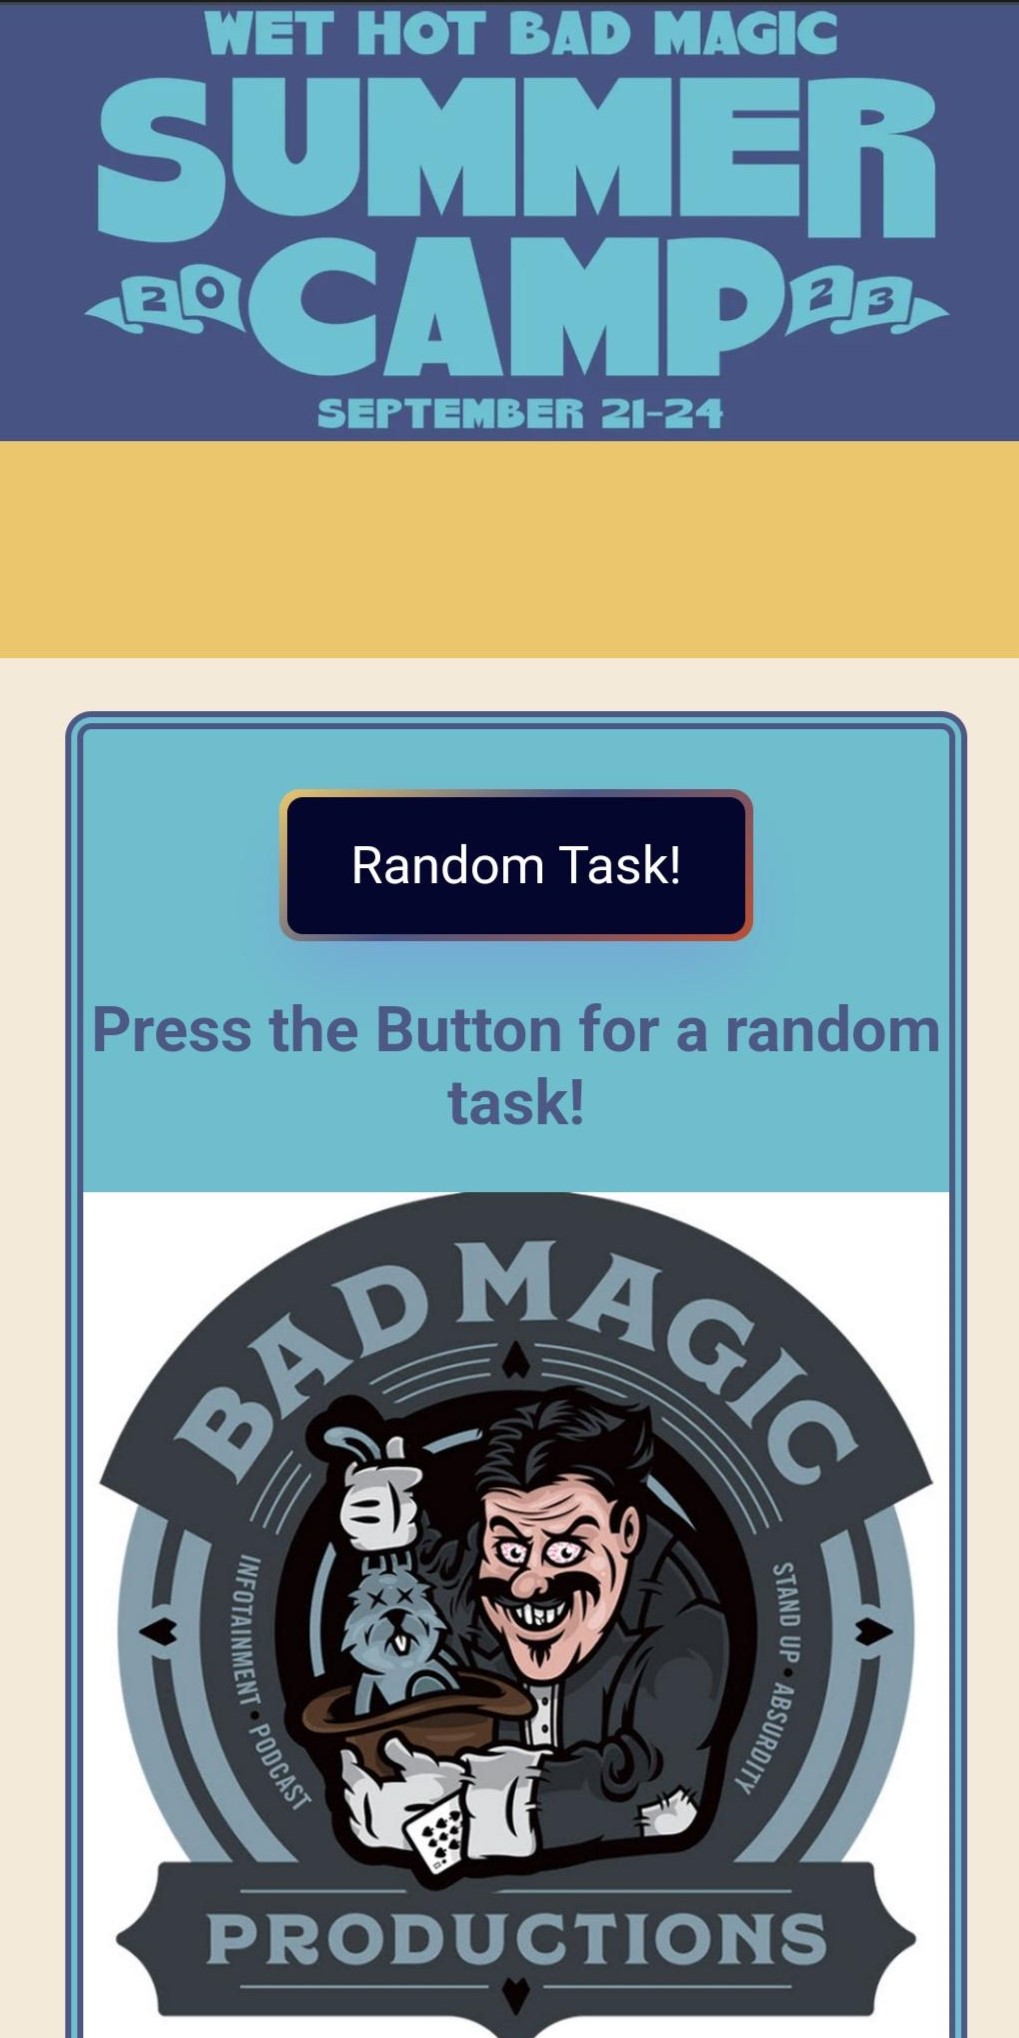 WET HOT BAD MAGIC
SUMMER
20 CAMP 23
SEPTEMBER 21-24
Random Task!
Press the Button for a random
task!
BAD MAGIC
INFOTAINMENT • PODCAST
STAND UP • ABSURDITY
PRODUCTIONS